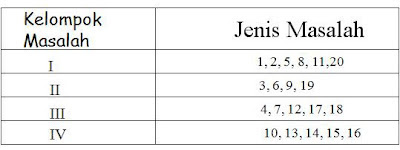 Kelompok Masalah
Jenis Masalah
I
1, 2, 5, 8, 11,20
II
3, 6, 9, 19
III
4, 7, 12, 17, 18
IV
10, 13, 14, 15, 16